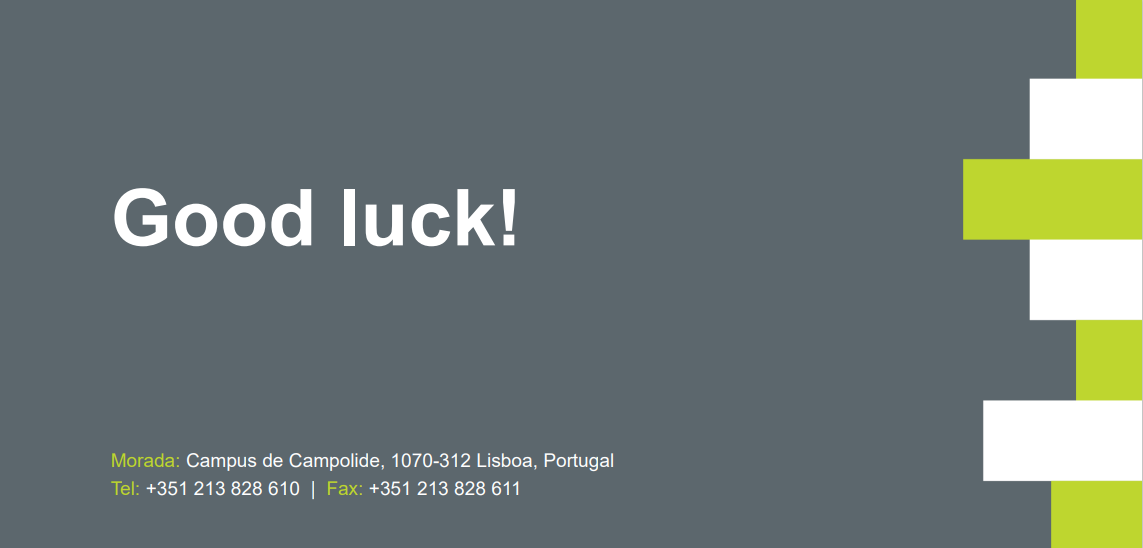 Good luck!
Morada: Campus de Campolide, 1070-312 Lisboa, Portugal
Tel: +351 213 828 610 | Fax: +351 213 828 611